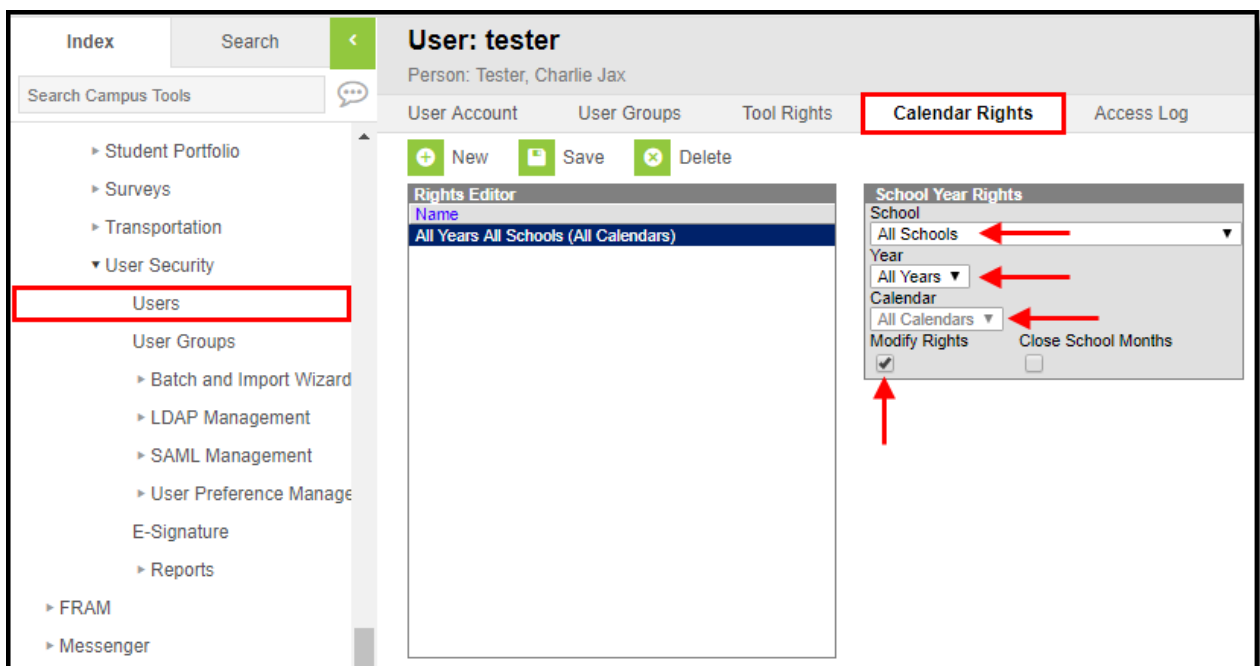 Index
Search
Search Campus Tools
Student Portfolio
Surveys
Transportation
User Security
Users
User Groups
Batch and Import Wizard
LDAP Management
SAML Management
User Preference Manage
E-Signature
Reports
FRAM
Messenger
User: tester
Person: Tester, Charlie Jax
User Account User Groups Tool Rights Calendar Rights Access Log
New Save Delete
Rights Editor
Name
All Years All Schools (All Calendars)
School Year Rights
School
All Schools
Year
All Years
Calendar
All Calendars
Modify Rights Close School Months